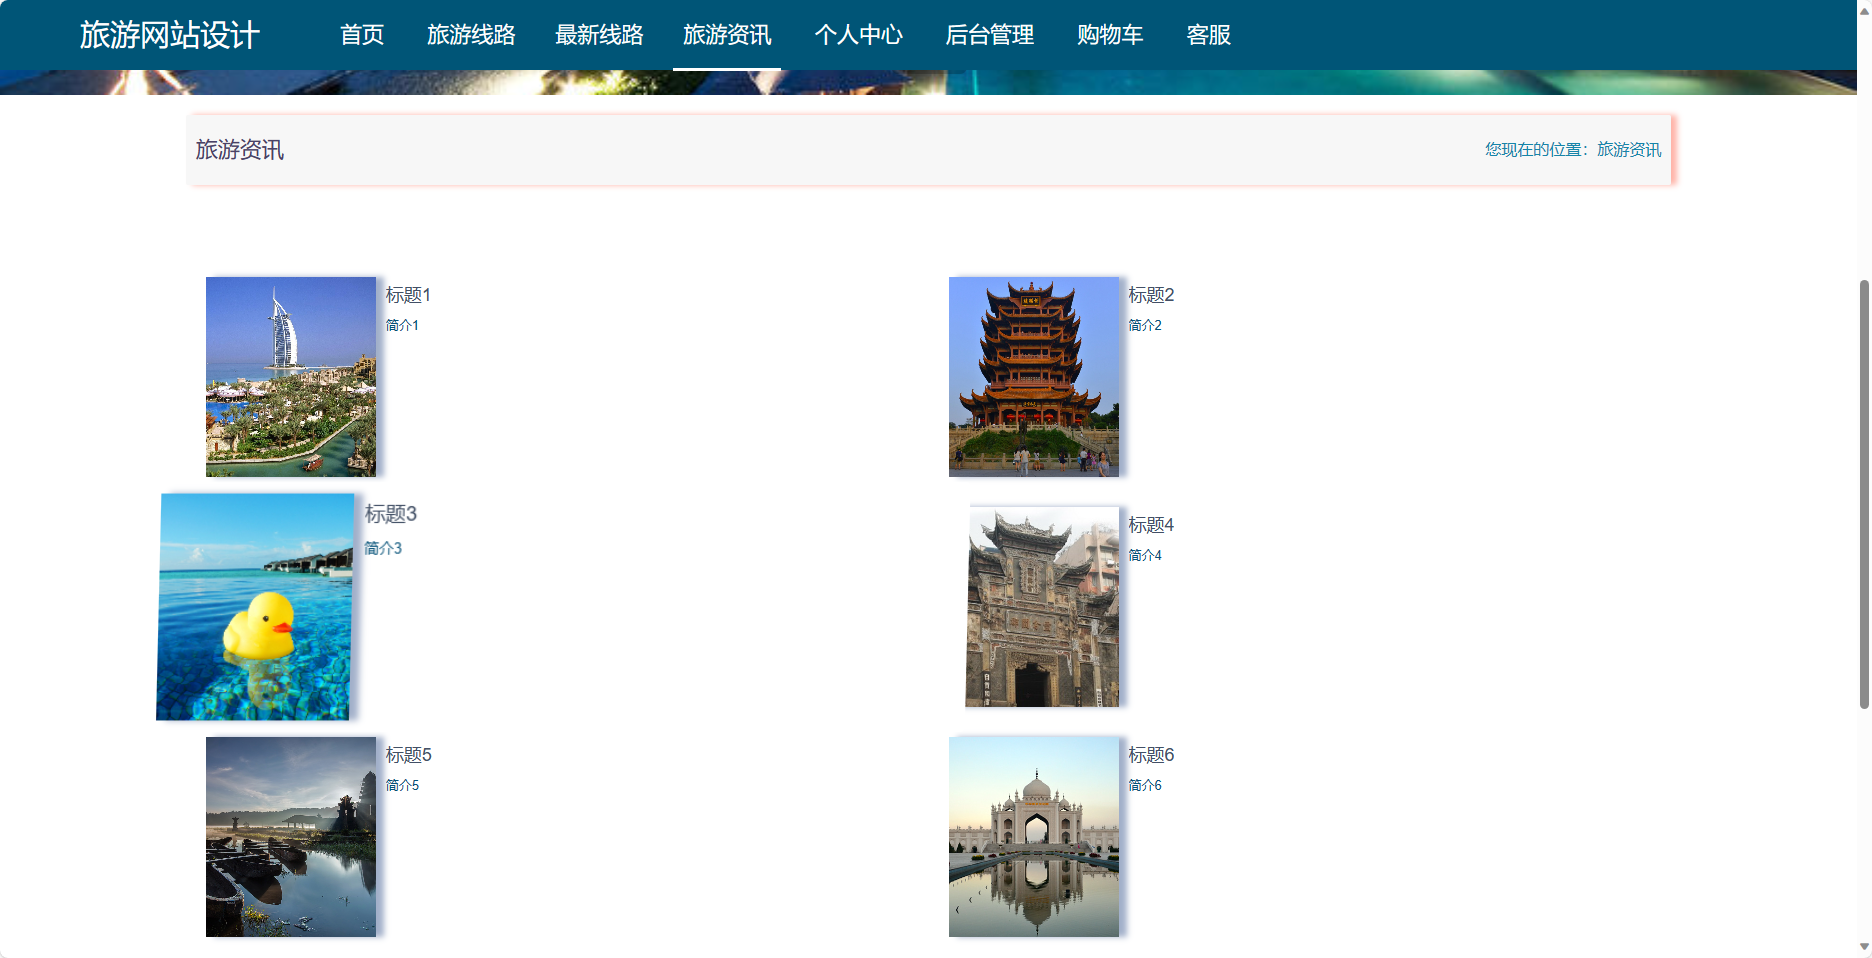 旅游网站设计 首页 旅游线路 最新线路 旅游资讯 个人中心 后台管理 购物车 客服
旅游资讯 您现在的位置：旅游资讯
标题1
简介1
标题2
简介2
标题3
简介3
标题4
简介4
标题5
简介5
标题6
简介6